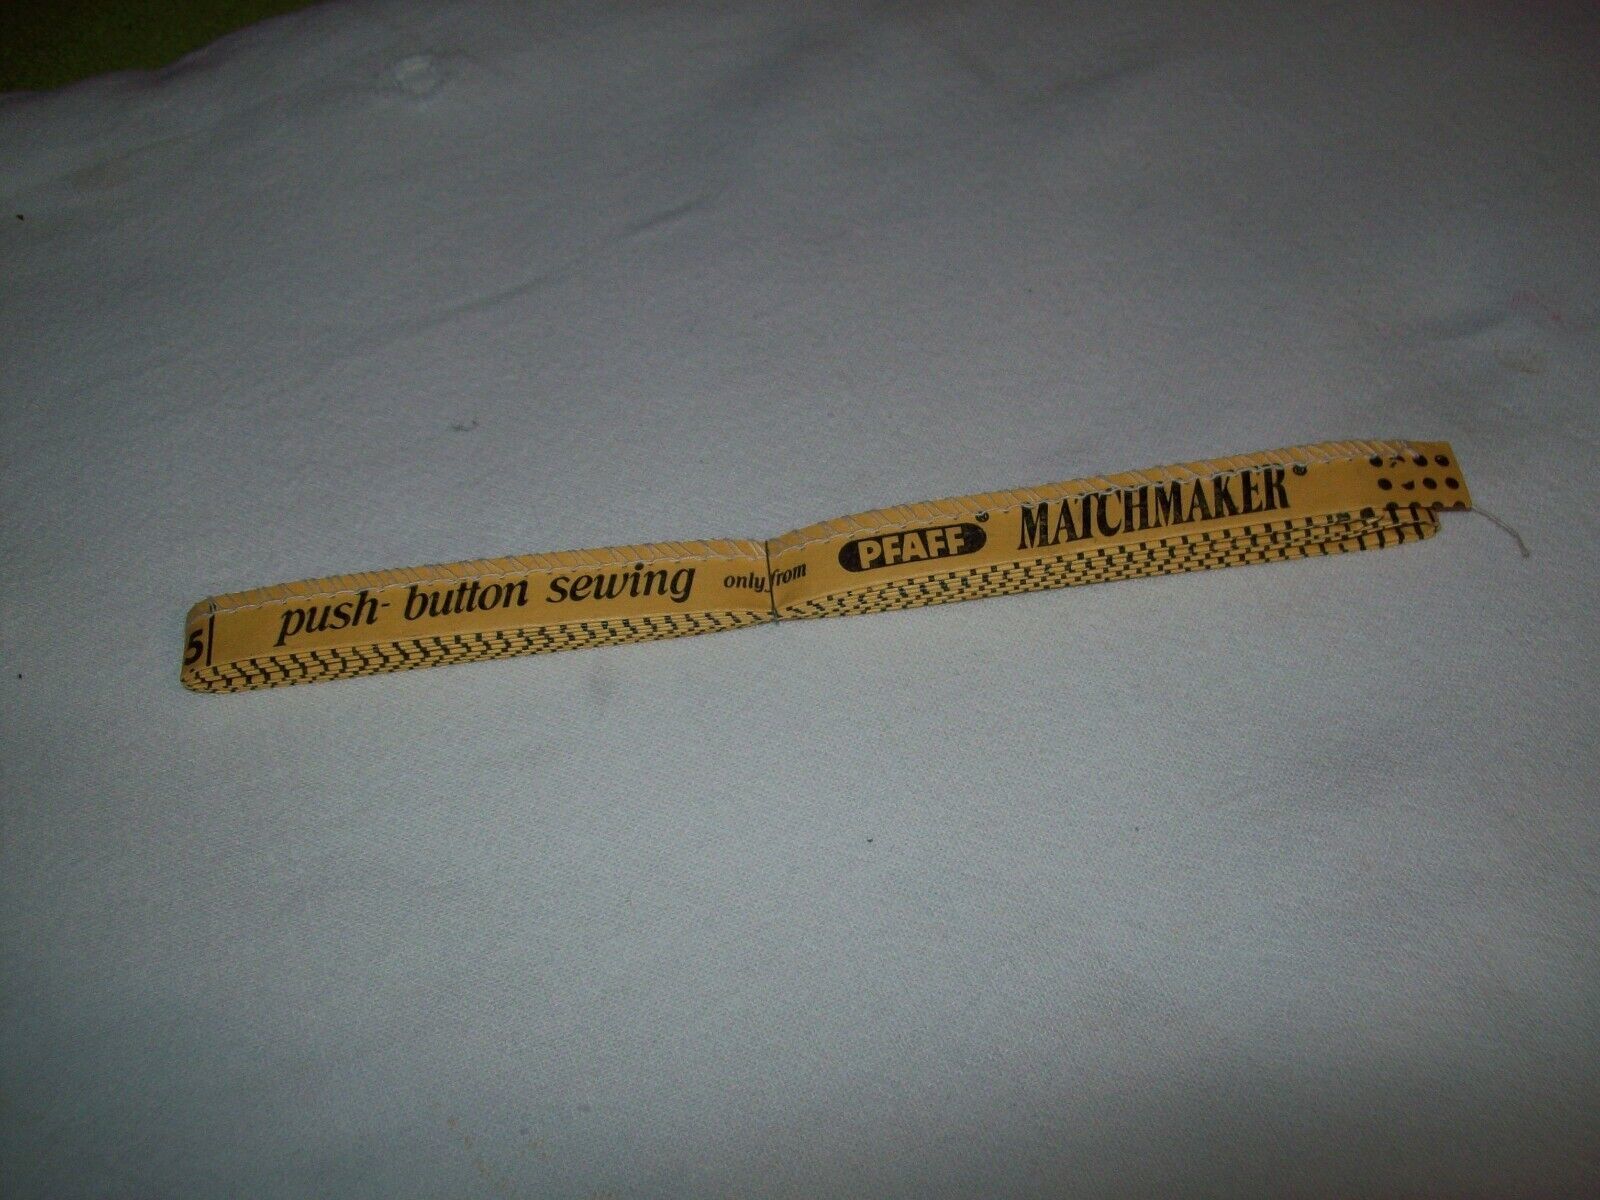 5 push-button sewing only from PFAFF® MATCHMAKER®